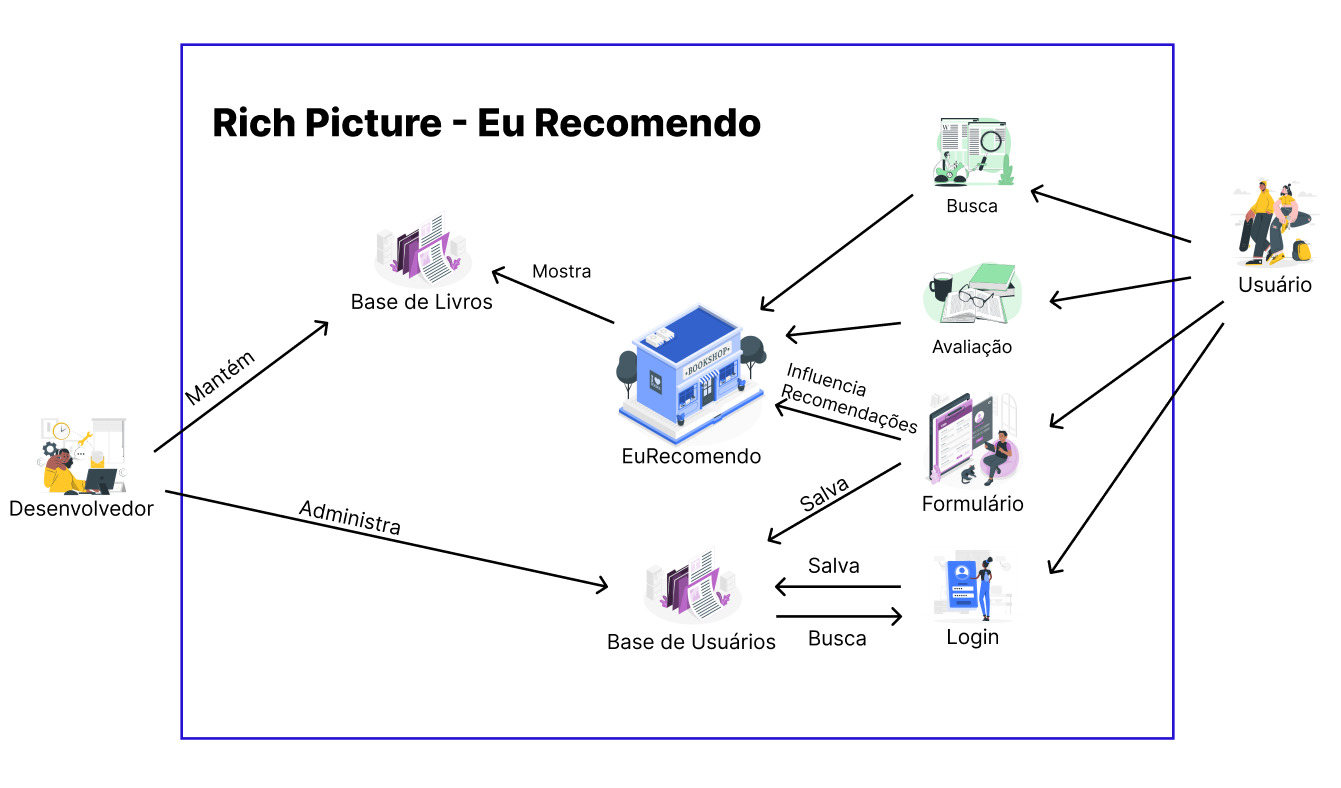 Rich Picture - Eu Recomendo
Busca
Usuário
Mostra
Base de Livros
Avaliação
•BOOKSHOP•
Mantém
Influencia
Recomendações
EuRecomendo
Desenvolvedor
Administra
Salva
Formulário
Salva
Base de Usuários
Busca
Login